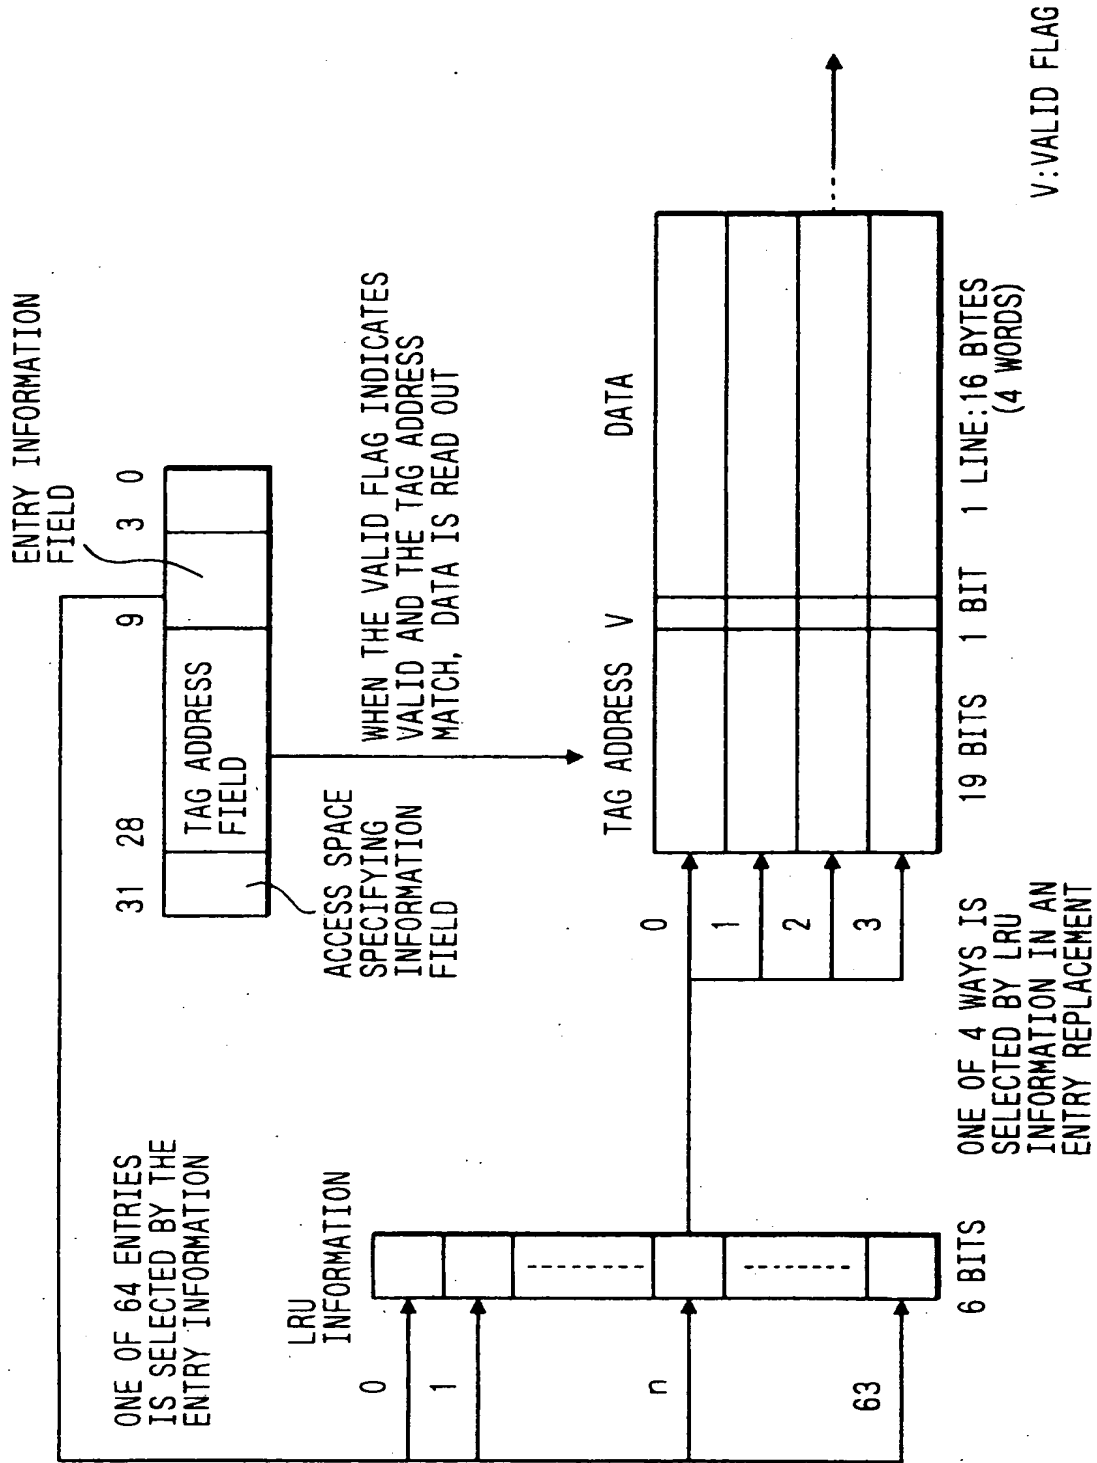 ENTRY INFORMATION
FIELD
31
28
9
3
0
TAG ADDRESS
FIELD
ACCESS SPACE
SPECIFYING
INFORMATION
FIELD
WHEN THE VALID FLAG INDICATES
VALID AND THE TAG ADDRESS
MATCH, DATA IS READ OUT
ONE OF 64 ENTRIES
IS SELECTED BY THE
ENTRY INFORMATION
LRU
INFORMATION
0
1
n
63
6 BITS
TAG ADDRESS
V
DATA
0
1
2
3
19 BITS
1 BIT
1 LINE:16 BYTES
(4 WORDS)
ONE OF 4 WAYS IS
SELECTED BY LRU
INFORMATION IN AN
ENTRY REPLACEMENT
V:VALID FLAG